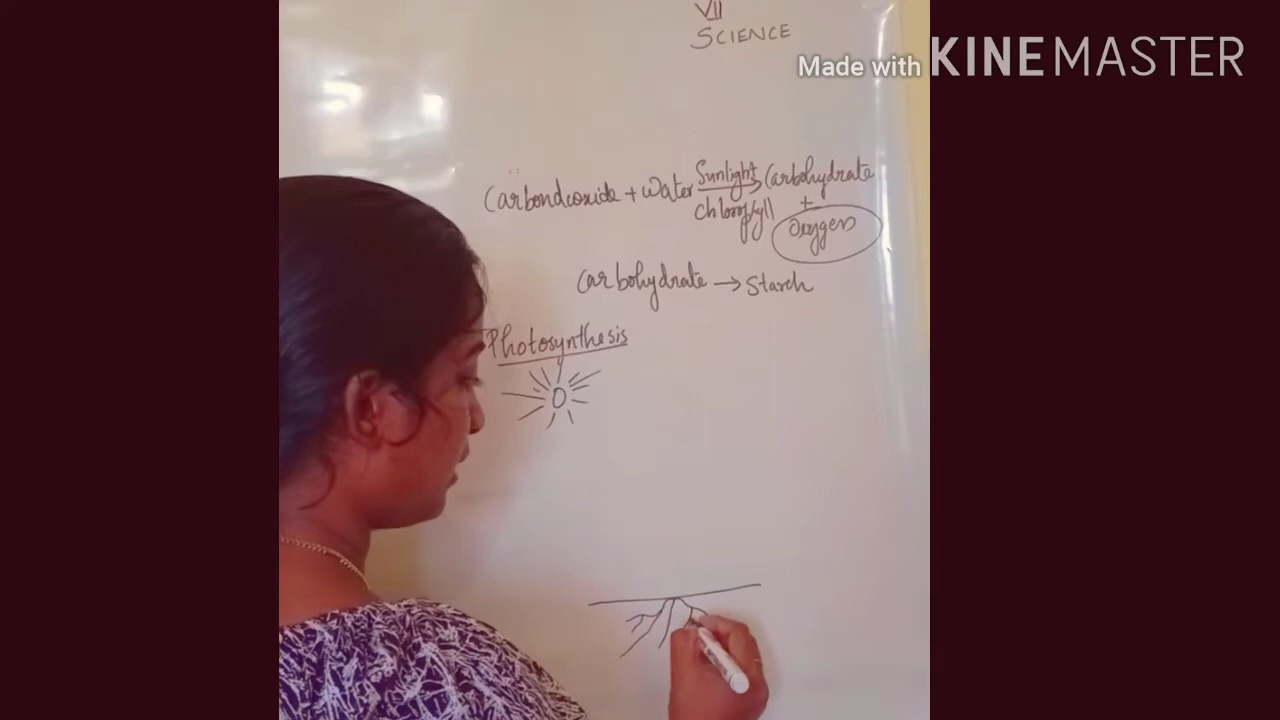 VII
SCIENCE
Made with KINEMASTER
Carbondioxide + Water Sunlight → Carbohydrate
chlorophyll +
Oxygen
Carbohydrate → Starch
Photosynthesis